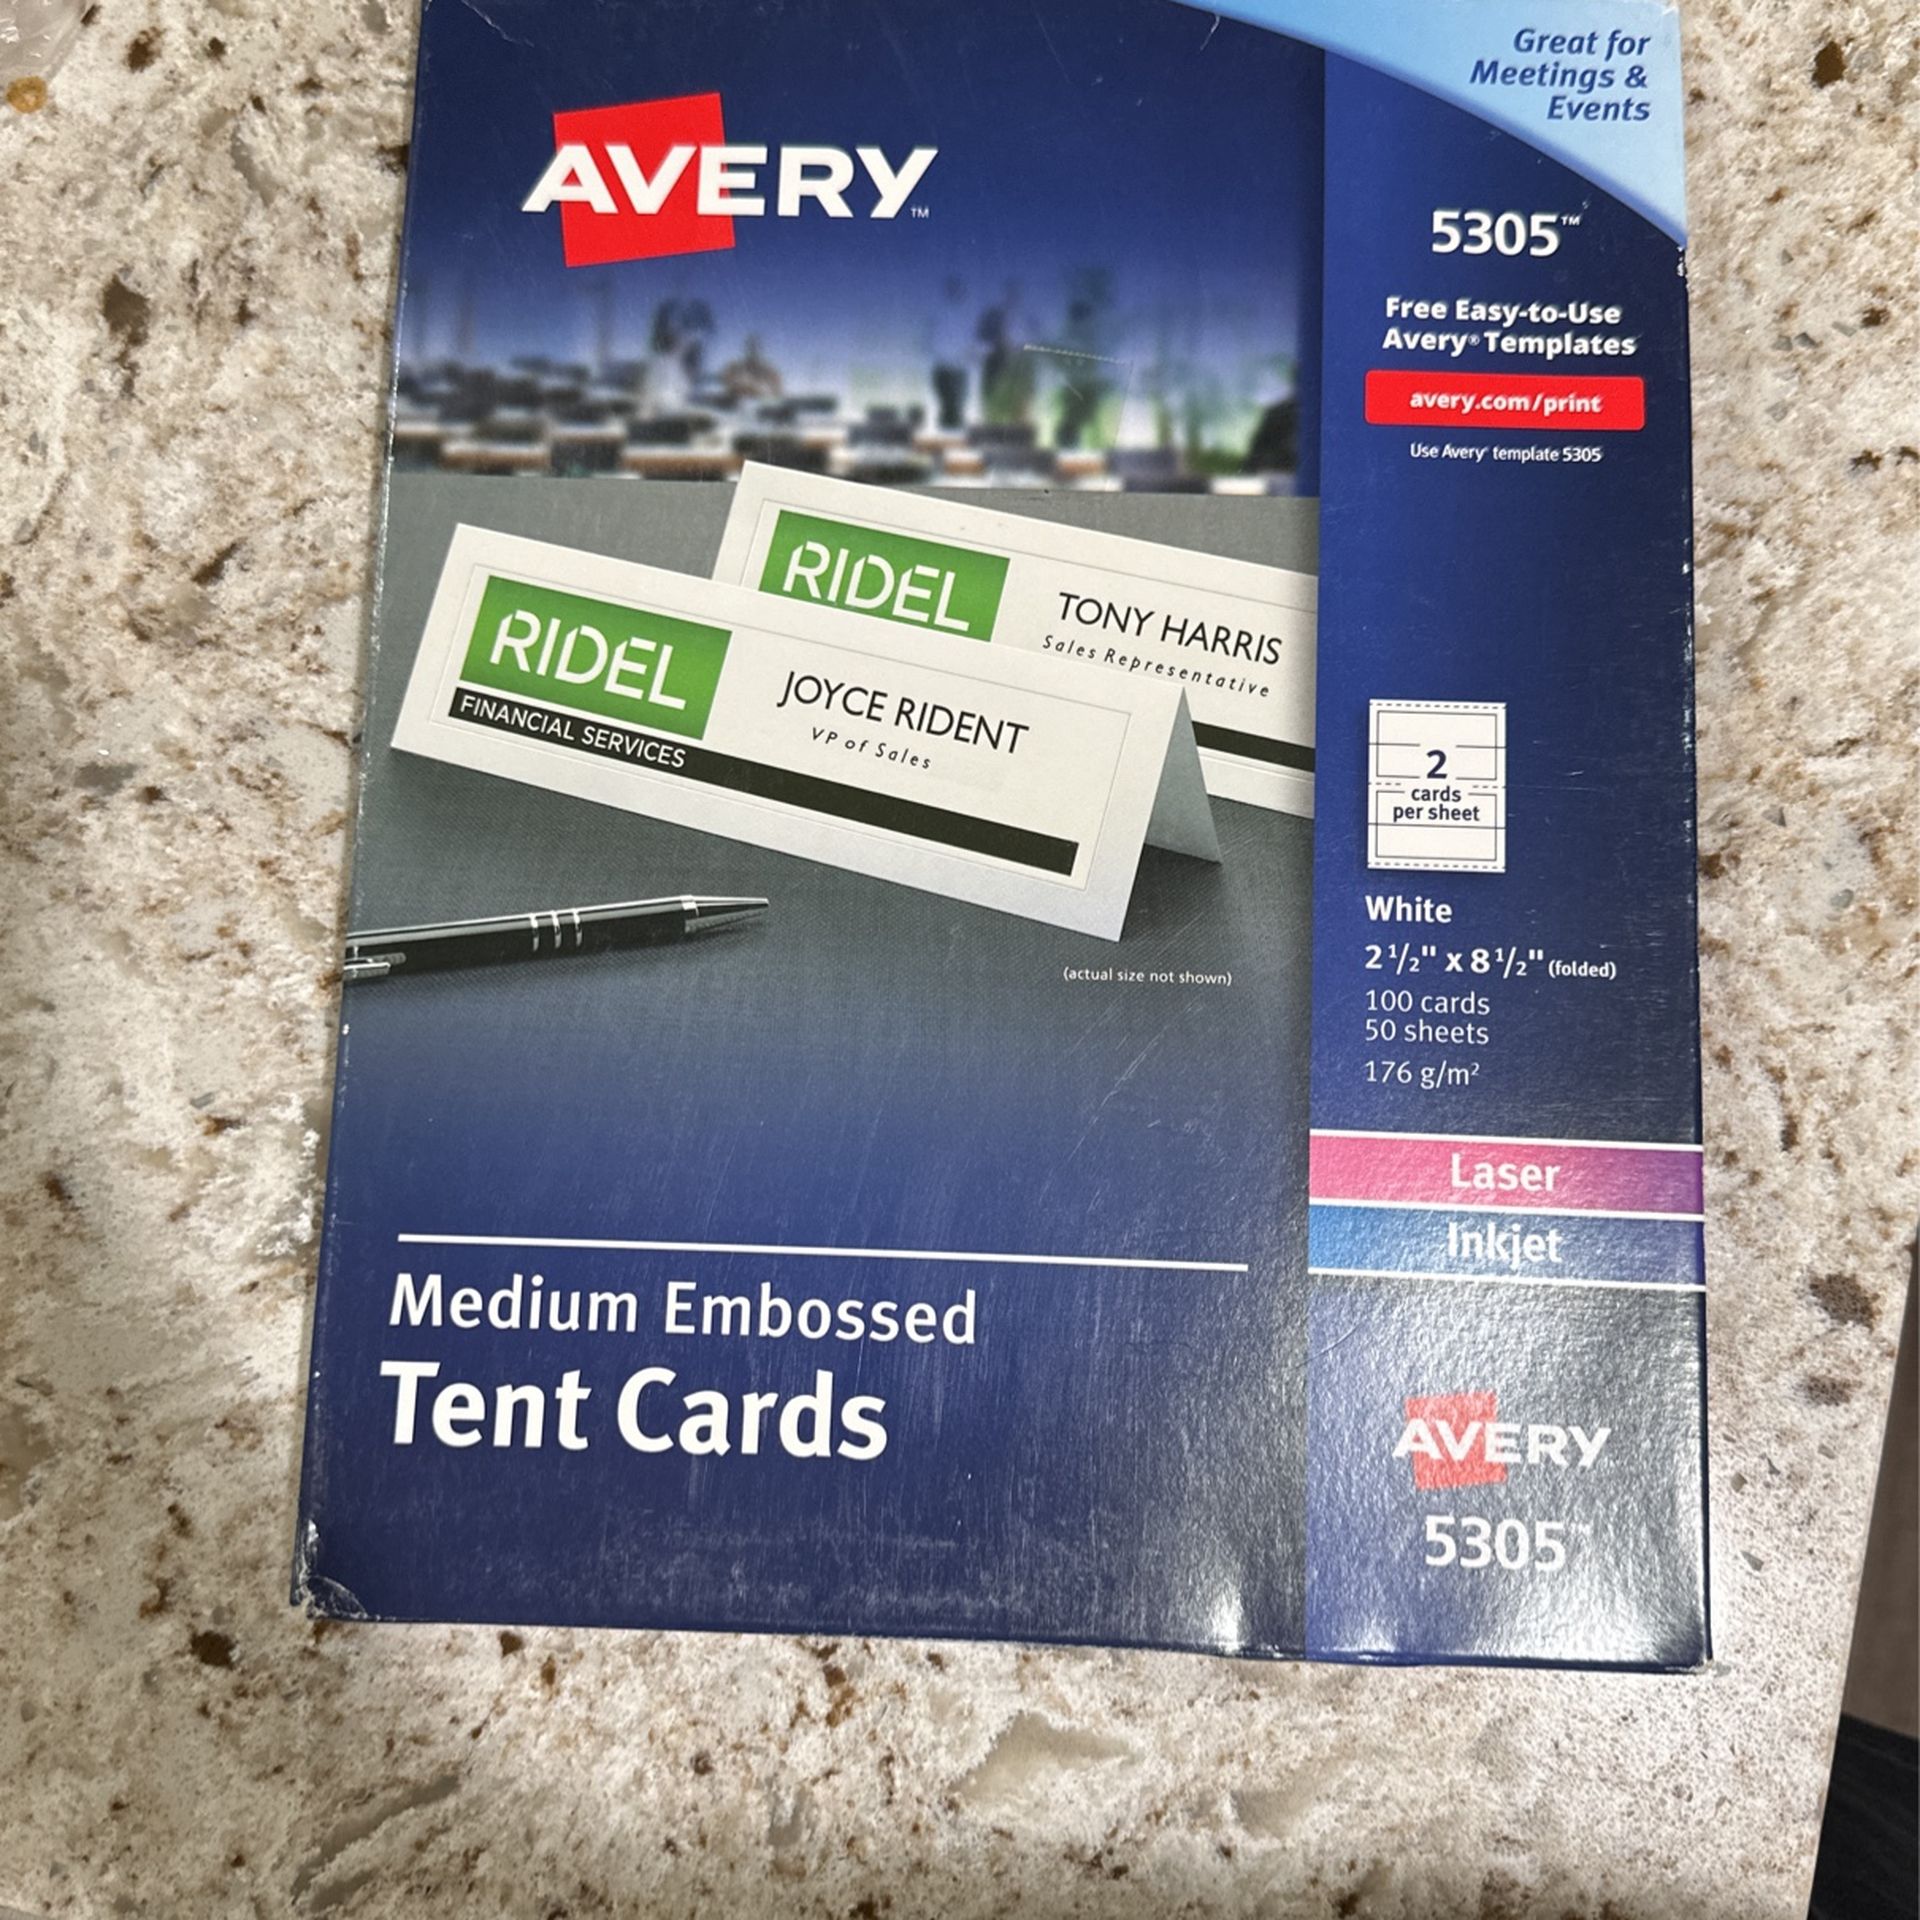 Great for
Meetings &
Events
AVERY™
5305™
Free Easy-to-Use
Avery® Templates
avery.com/print
Use Avery® template 5305
RIDEL
TONY HARRIS
Sales Representative
RIDEL
FINANCIAL SERVICES
JOYCE RIDENT
VP of Sales
(actual size not shown)
2
cards
per sheet
White
2 1/2" x 8 1/2" (folded)
100 cards
50 sheets
176 g/m²
Laser
Inkjet
Medium Embossed
Tent Cards
AVERY
5305™